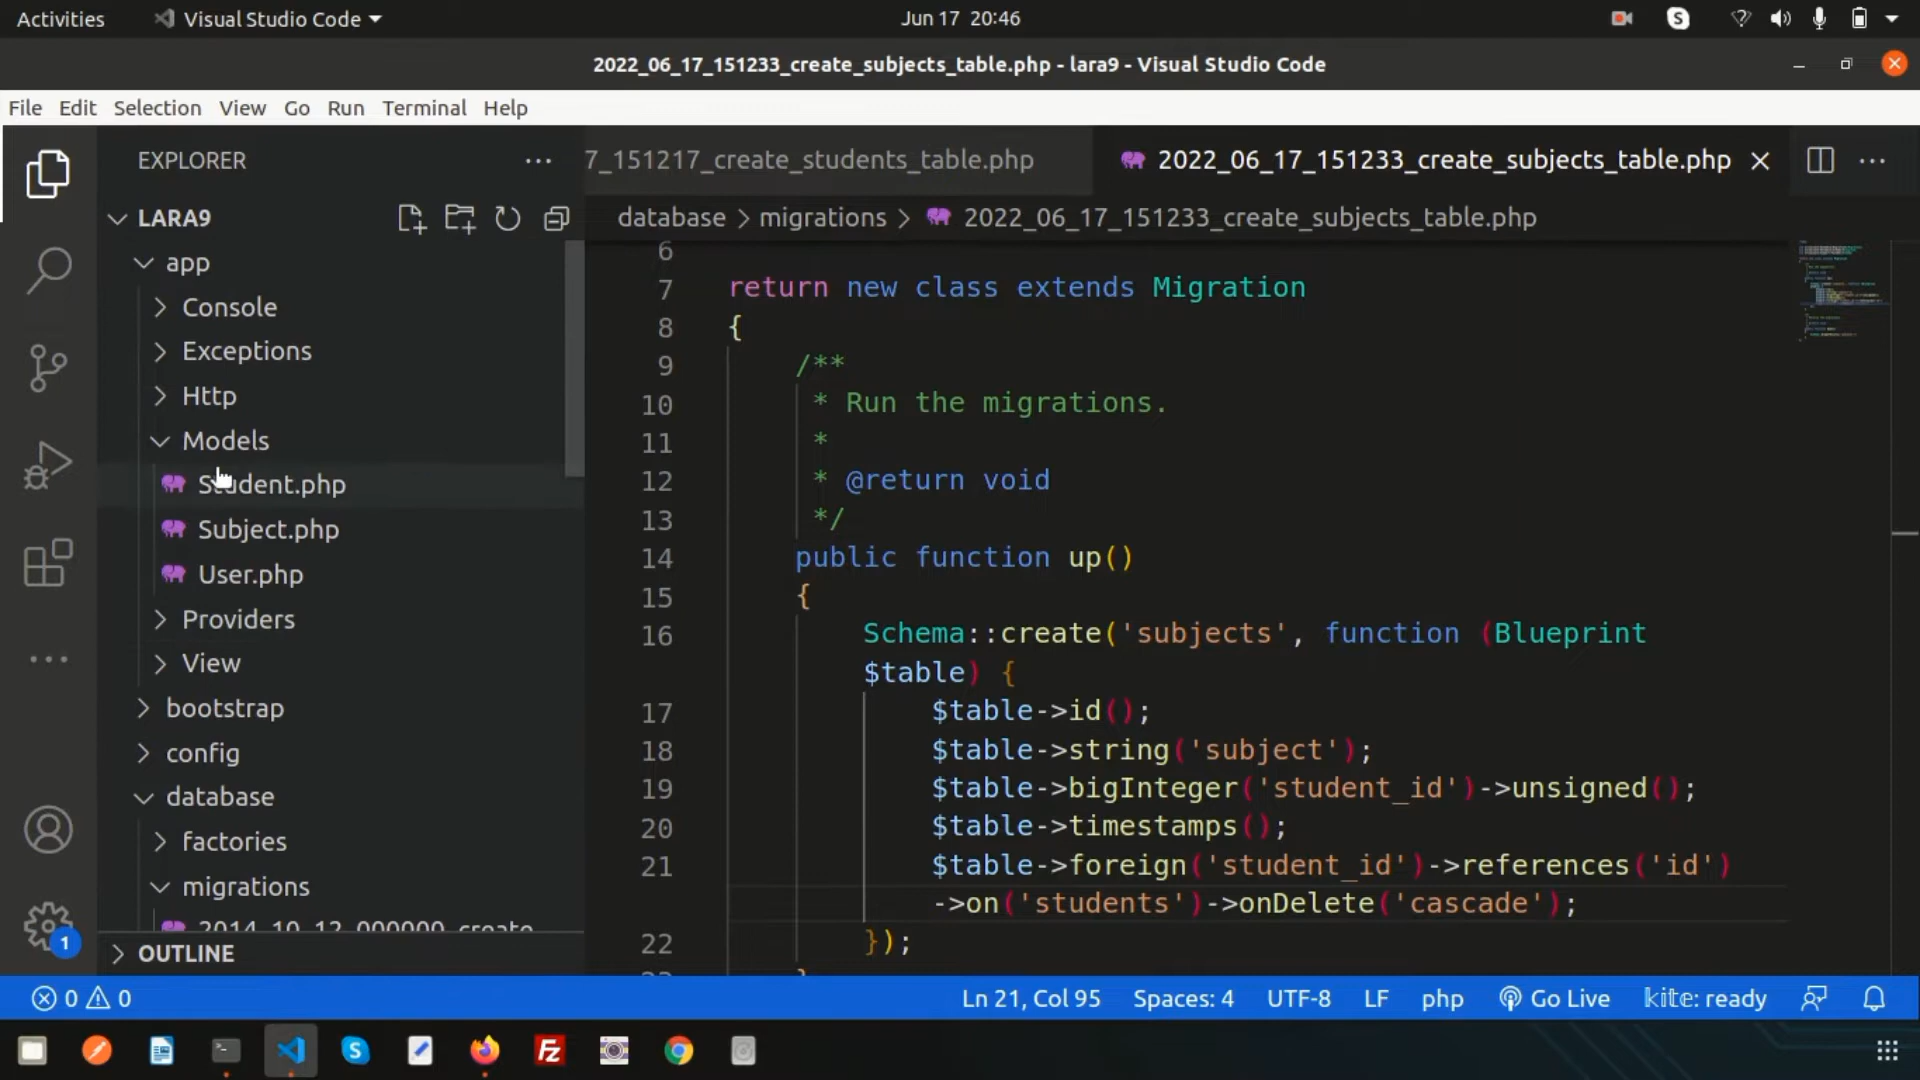 Activities
Visual Studio Code
Jun 17 20:46
2022_06_17_151233_create_subjects_table.php - lara9 - Visual Studio Code
File Edit Selection View Go Run Terminal Help
EXPLORER
LARA9
app
Console
Exceptions
Http
Models
Student.php
Subject.php
User.php
Providers
View
bootstrap
config
database
factories
migrations
2014_10_12_000000_create
OUTLINE
7_151217_create_students_table.php
2022_06_17_151233_create_subjects_table.php
database > migrations > 2022_06_17_151233_create_subjects_table.php
6
7 return new class extends Migration
8 {
9 /**
10 * Run the migrations.
11 *
12 * @return void
13 */
14 public function up()
15 {
16 Schema::create('subjects', function (Blueprint
$table) {
17 $table->id();
18 $table->string('subject');
19 $table->bigInteger('student_id')->unsigned();
20 $table->timestamps();
21 $table->foreign('student_id')->references('id')
->on('students')->onDelete('cascade');
22 });
23 }
1
0 0
Ln 21, Col 95 Spaces: 4 UTF-8 LF php Go Live kite: ready